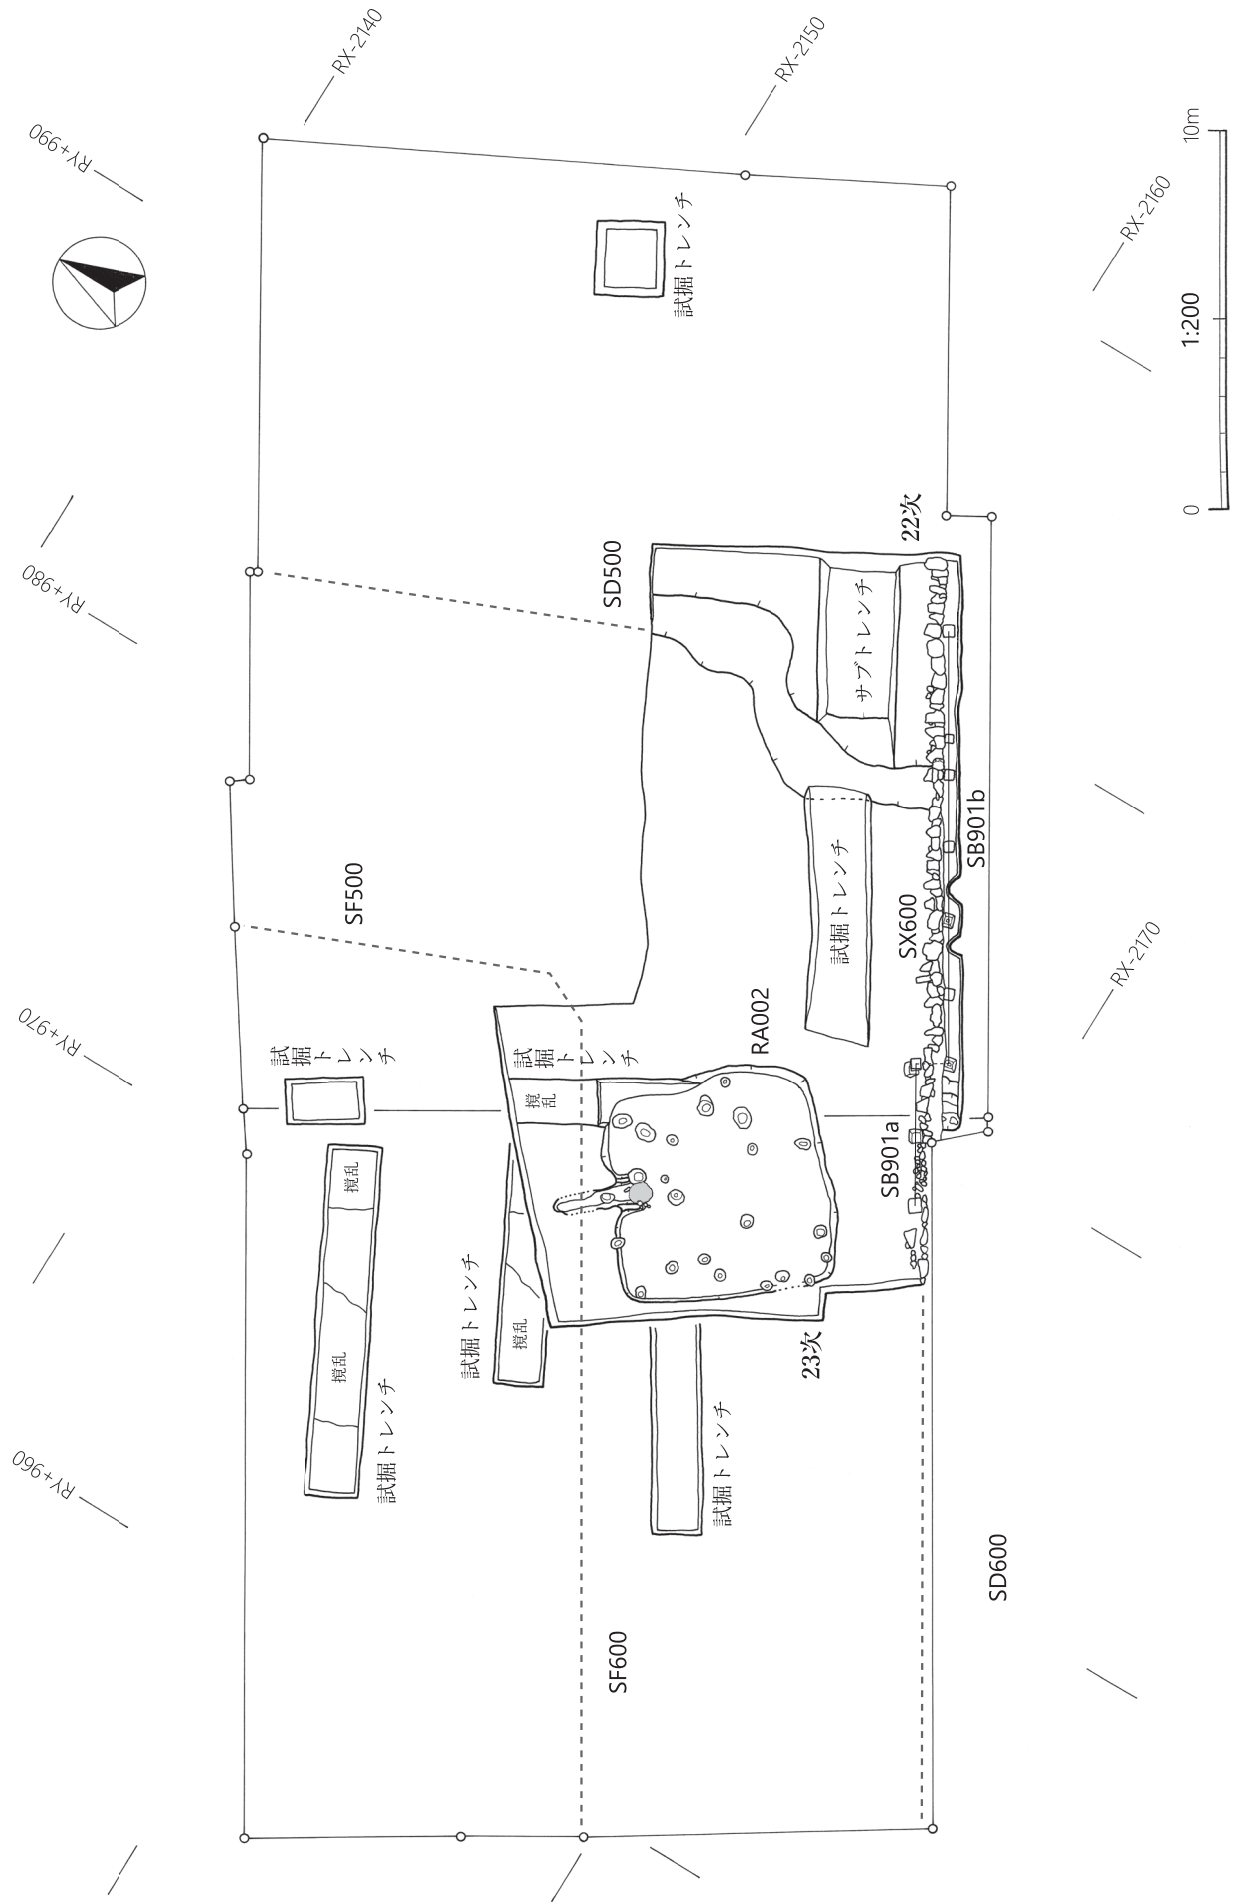 RX-2140
RX-2150
RY+990
10m
RX-2160
試掘トレンチ
1:200
22次
0
SD500
RY+980
サブトレンチ
SB901b
試掘トレンチ
SF500
SX600
RX-2170
RY+970
RA002
試掘トレンチ
試掘トレンチ
撹乱
SB901a
撹乱
試掘トレンチ
撹乱
23次
撹乱
試掘トレンチ
試掘トレンチ
RY+960
SD600
SF600